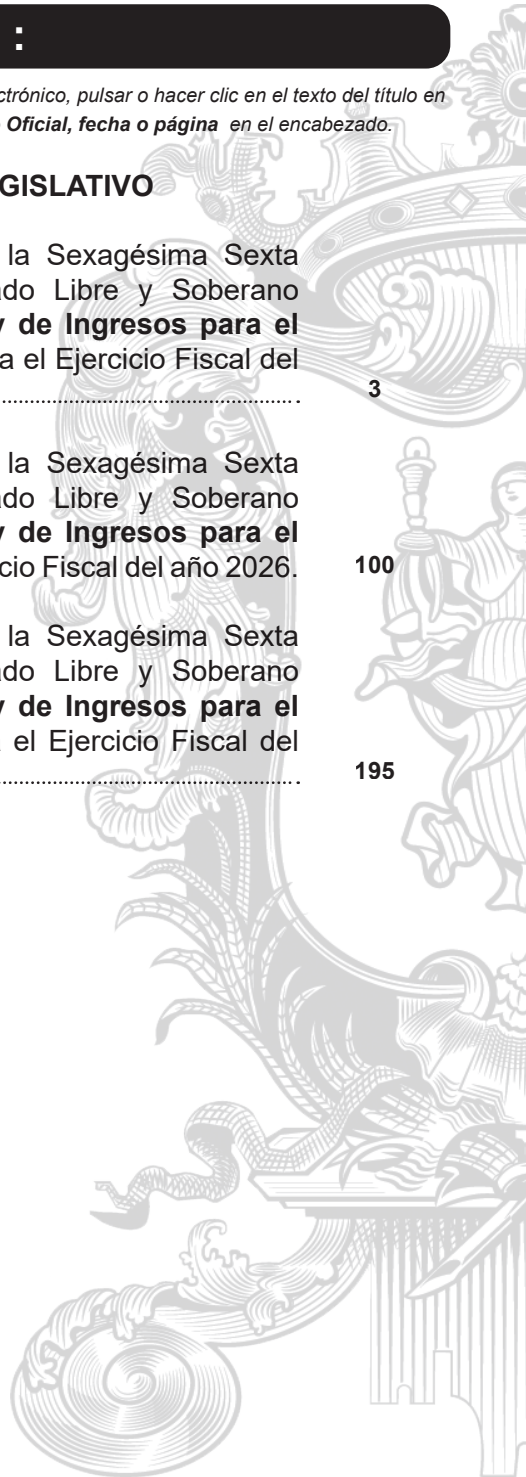 :
ctrónico, pulsar o hacer clic en el texto del título en
Oficial, fecha o página en el encabezado.
GISLATIVO
la Sexagésima Sexta
ado Libre y Soberano
y de Ingresos para el
a el Ejercicio Fiscal del
........................................................................ 3
la Sexagésima Sexta
ado Libre y Soberano
y de Ingresos para el
cio Fiscal del año 2026. 100
la Sexagésima Sexta
ado Libre y Soberano
y de Ingresos para el
el Ejercicio Fiscal del
........................................................................ 195